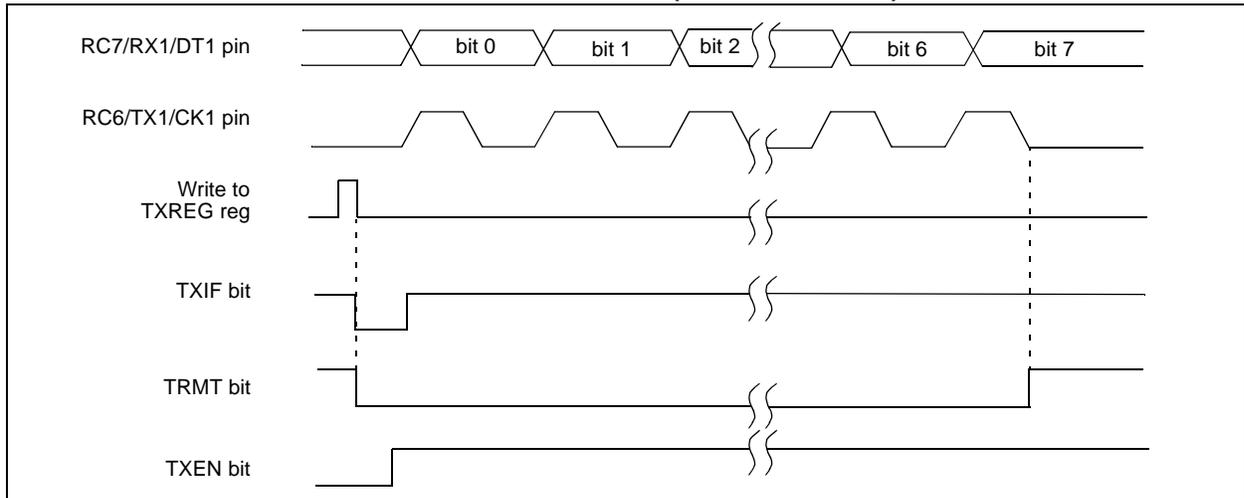 RC7/RX1/DT1 pin
bit 0
bit 1
bit 2
bit 6
bit 7
RC6/TX1/CK1 pin
Write to
TXREG reg
TXIF bit
TRMT bit
TXEN bit